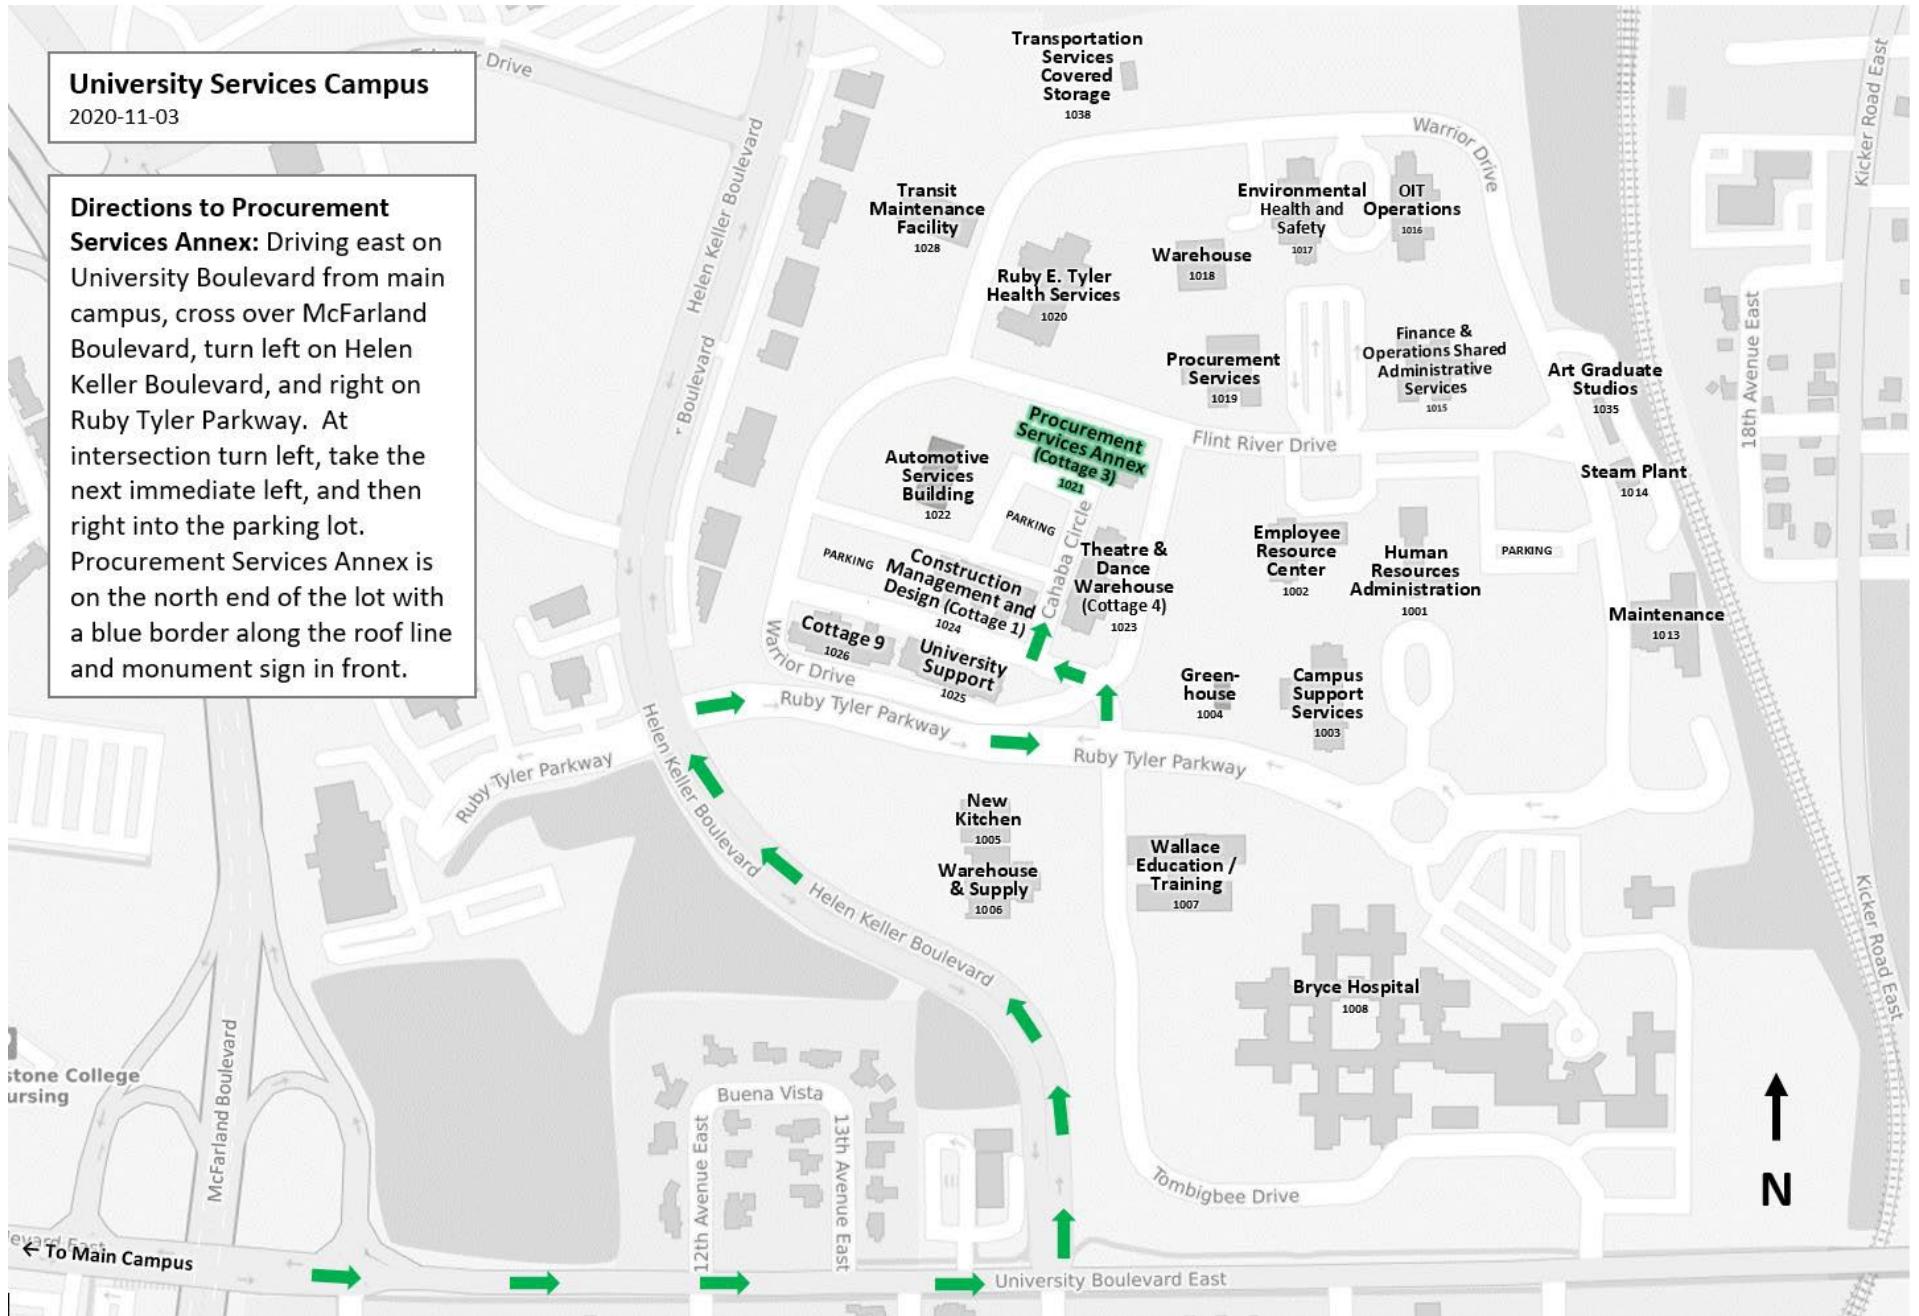 University Services Campus
2020-11-03
Directions to Procurement
Services Annex: Driving east on
University Boulevard from main
campus, cross over McFarland
Boulevard, turn left on Helen
Keller Boulevard, and right on
Ruby Tyler Parkway. At
intersection turn left, take the
next immediate left, and then
right into the parking lot.
Procurement Services Annex is
on the north end of the lot with
a blue border along the roof line
and monument sign in front.
Drive
Transportation
Services
Covered
Storage
1038
Warrior Drive
Kicker Road East
Helen Keller Boulevard
Boulevard
Transit
Maintenance
Facility
1028
Environmental
Health and
Safety
1017
OIT
Operations
1016
Warehouse
1018
Ruby E. Tyler
Health Services
1020
18th Avenue East
Procurement
Services
1019
Finance &
Operations Shared
Administrative
Services
1015
Art Graduate
Studios
1035
Procurement
Services Annex
(Cottage 3)
1021
Flint River Drive
Automotive
Services
Building
1022
Steam Plant
1014
PARKING
Cahaba Circle
Theatre &
Dance
Warehouse
(Cottage 4)
1023
Employee
Resource
Center
1002
Human
Resources
Administration
1001
PARKING
PARKING
Construction
Management and
Design (Cottage 1)
1024
Maintenance
1013
Cottage 9
1026
University
Support
1025
Warrior Drive
Green-
house
1004
Campus
Support
Services
1003
Ruby Tyler Parkway
Ruby Tyler Parkway
Ruby Tyler Parkway
Helen Keller Boulevard
New
Kitchen
1005
Warehouse
& Supply
1006
Wallace
Education /
Training
1007
Helen Keller Boulevard
Kicker Road East
Bryce Hospital
1008
stone College
ursing
McFarland Boulevard
Buena Vista
12th Avenue East
13th Avenue East
Tombigbee Drive
N
← To Main Campus
University Boulevard East